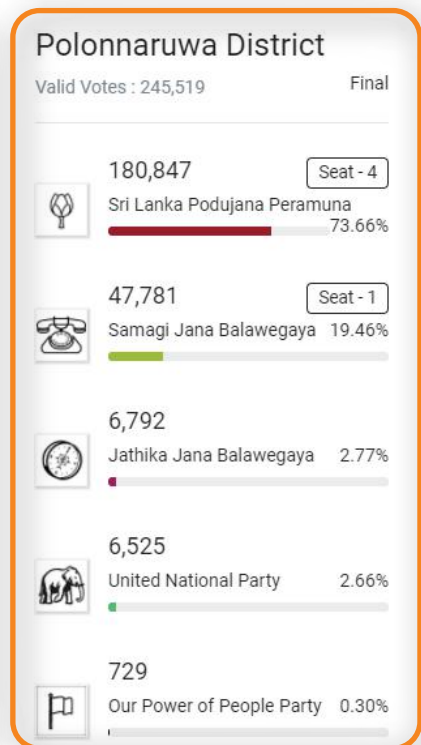 Polonnaruwa District
Valid Votes : 245,519 Final
180,847 Seat - 4
Sri Lanka Podujana Peramuna
73.66%
47,781 Seat - 1
Samagi Jana Balawegaya 19.46%
6,792
Jathika Jana Balawegaya 2.77%
6,525
United National Party 2.66%
729
Our Power of People Party 0.30%